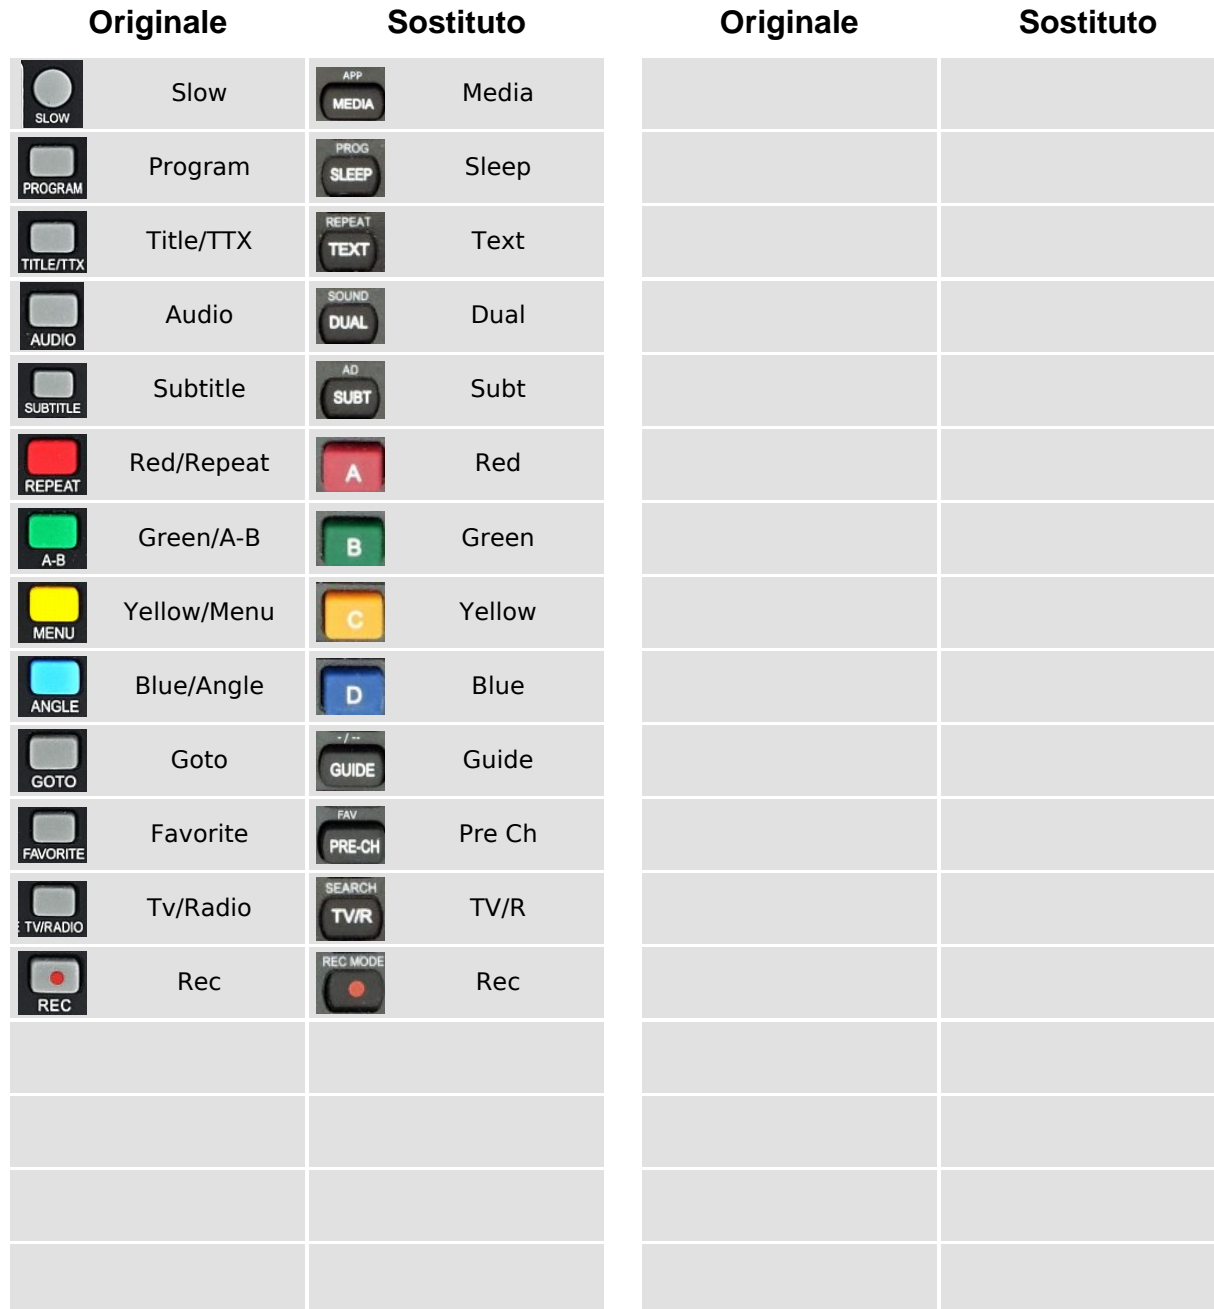 Originale Sostituto Originale Sostituto
SLOW Slow APP MEDIA Media
PROGRAM Program PROG SLEEP Sleep
TITLE/TTX Title/TTX REPEAT TEXT Text
AUDIO Audio SOUND DUAL Dual
SUBTITLE Subtitle AD SUBT Subt
REPEAT Red/Repeat A Red
A-B Green/A-B B Green
MENU Yellow/Menu C Yellow
ANGLE Blue/Angle D Blue
GOTO Goto -/-- GUIDE Guide
FAVORITE Favorite FAV PRE-CH Pre Ch
TV/RADIO Tv/Radio SEARCH TV/R TV/R
REC Rec REC MODE Rec